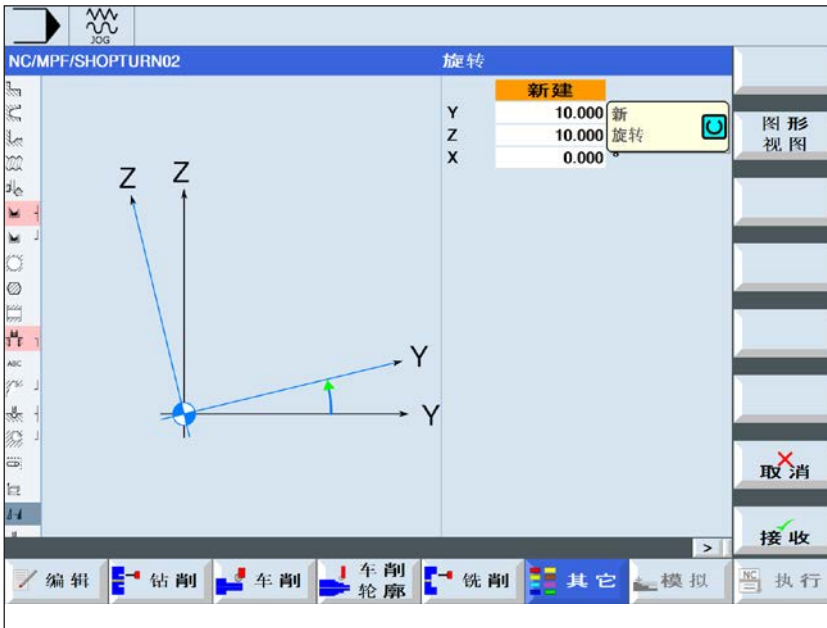 JOG
NC/MPF/SHOPTURN02
旋转
新建
Y 10.000
Z 10.000
X 0.000 °
新
旋转
图形
视图
Z Z
Y
Y
ABC
取消
接收
>
编辑
钻削
车削
车削
轮廓
铣削
其它
模拟
NC
执行